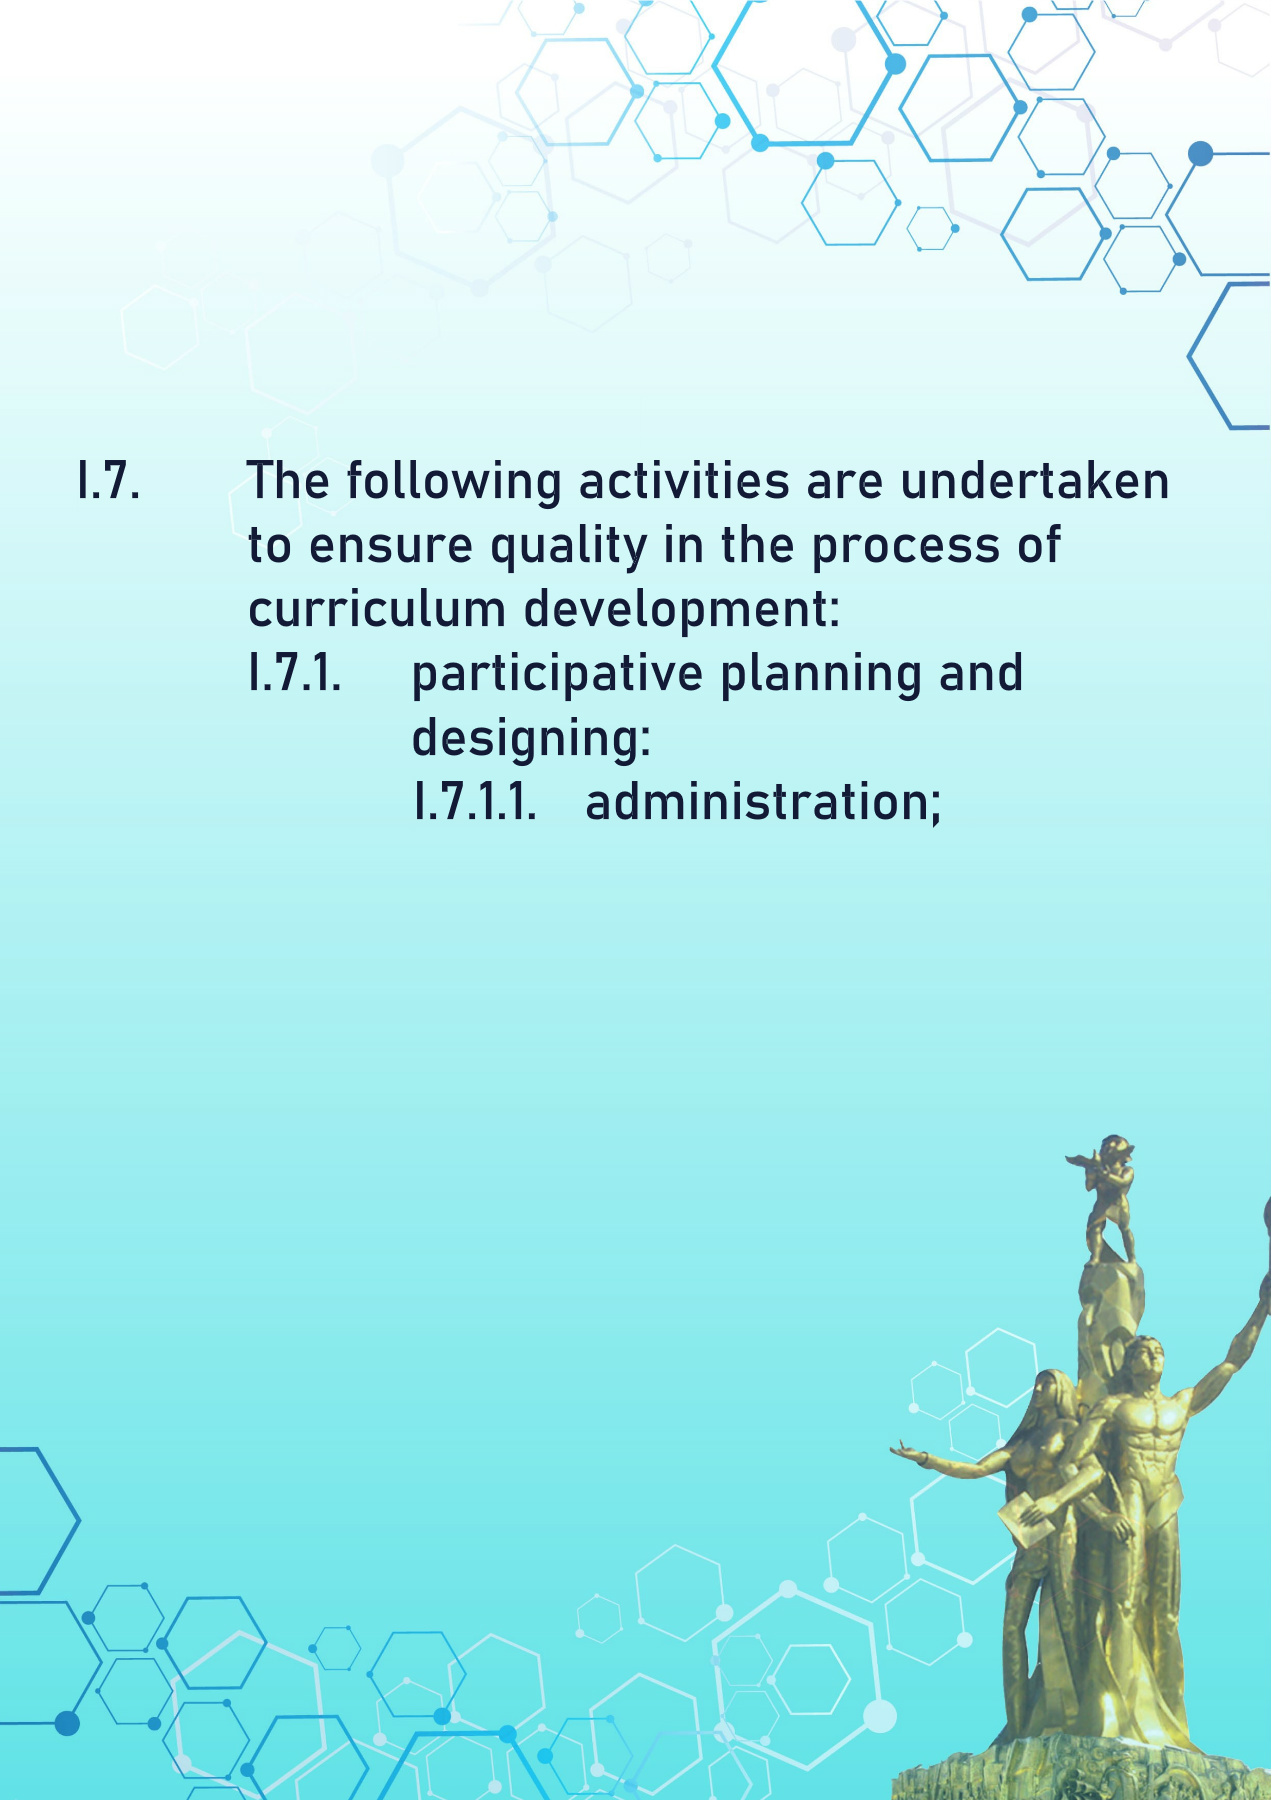 I.7. The following activities are undertaken
to ensure quality in the process of
curriculum development:
I.7.1. participative planning and
designing:
I.7.1.1. administration;